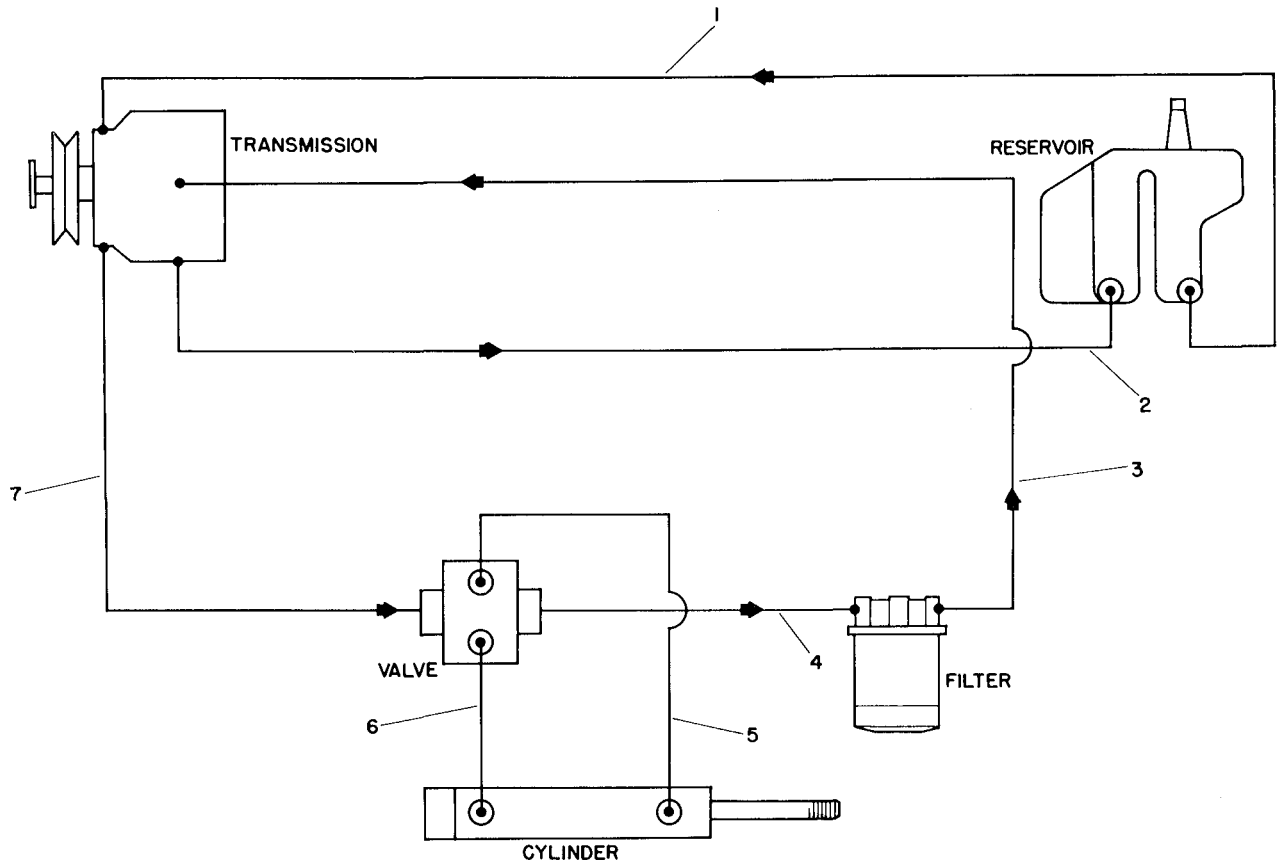 1
TRANSMISSION
RESERVOIR
2
3
7
VALVE
4
FILTER
6
5
CYLINDER